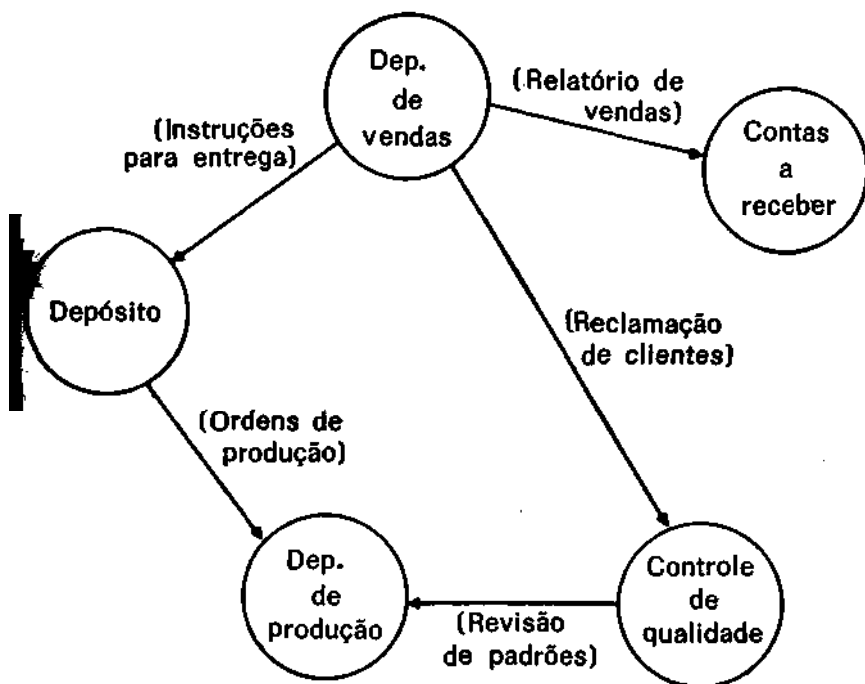 Dep.
de
vendas
(Relatório de
vendas)
Contas
a
receber
(Instruções
para entrega)
Depósito
(Reclamação
de clientes)
(Ordens de
produção)
Dep.
de
produção
(Revisão
de padrões)
Controle
de
qualidade